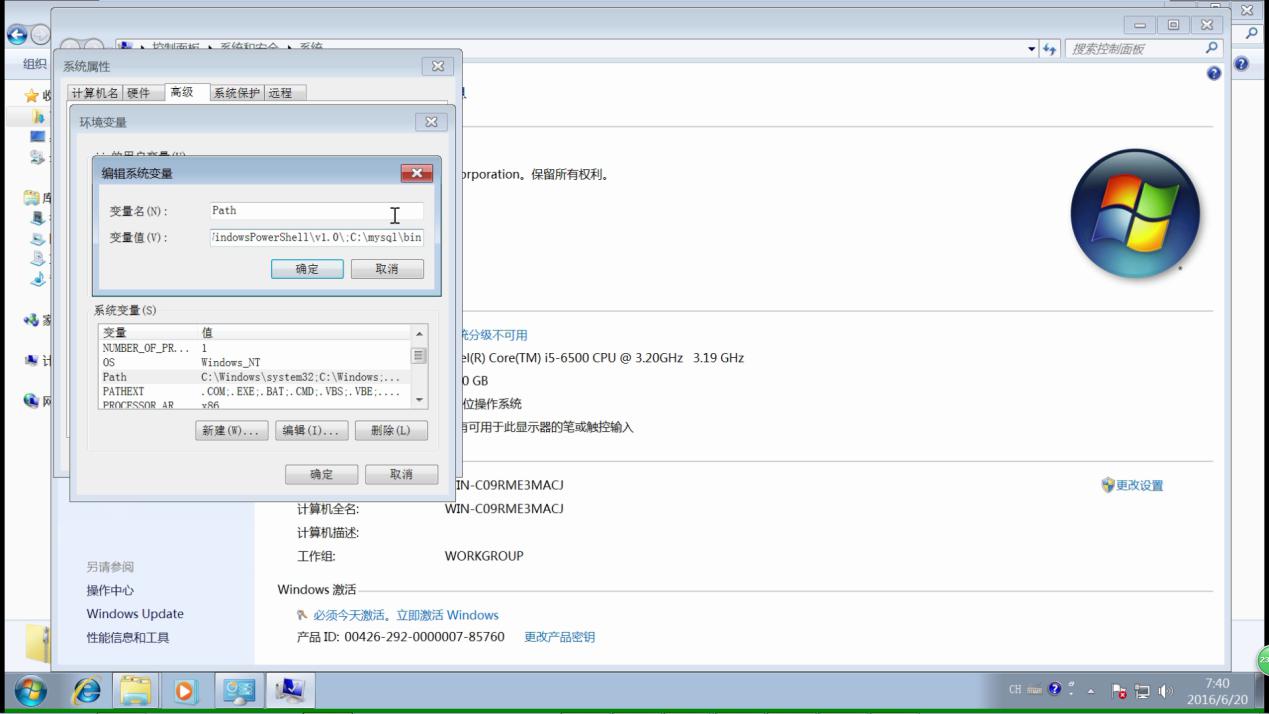 控制面板 系统和安全 系统
搜索控制面板
组织
系统属性
计算机名 硬件 高级 系统保护 远程
环境变量
的用户变量(U)
编辑系统变量
变量名(N): Path
变量值(V): indowsPowerShell\v1.0\;C:\mysql\bin
确定 取消
orporation。保留所有权利。
系统变量(S)
变量 值
NUMBER_OF_PR... 1
OS Windows_NT
Path C:\Windows\system32;C:\Windows;...
PATHEXT .COM;.EXE;.BAT;.CMD;.VBS;.VBE;....
PROCESSOR_AR x86
新建(W)... 编辑(I)... 删除(L)
确定 取消
统分级不可用
el(R) Core(TM) i5-6500 CPU @ 3.20GHz 3.19 GHz
0 GB
位操作系统
有可用于此显示器的笔或触控输入
WIN-C09RME3MACJ
更改设置
计算机全名: WIN-C09RME3MACJ
计算机描述:
工作组: WORKGROUP
Windows 激活
必须今天激活。立即激活 Windows
产品 ID: 00426-292-0000007-85760 更改产品密钥
另请参阅
操作中心
Windows Update
性能信息和工具
CH
7:40
2016/6/20